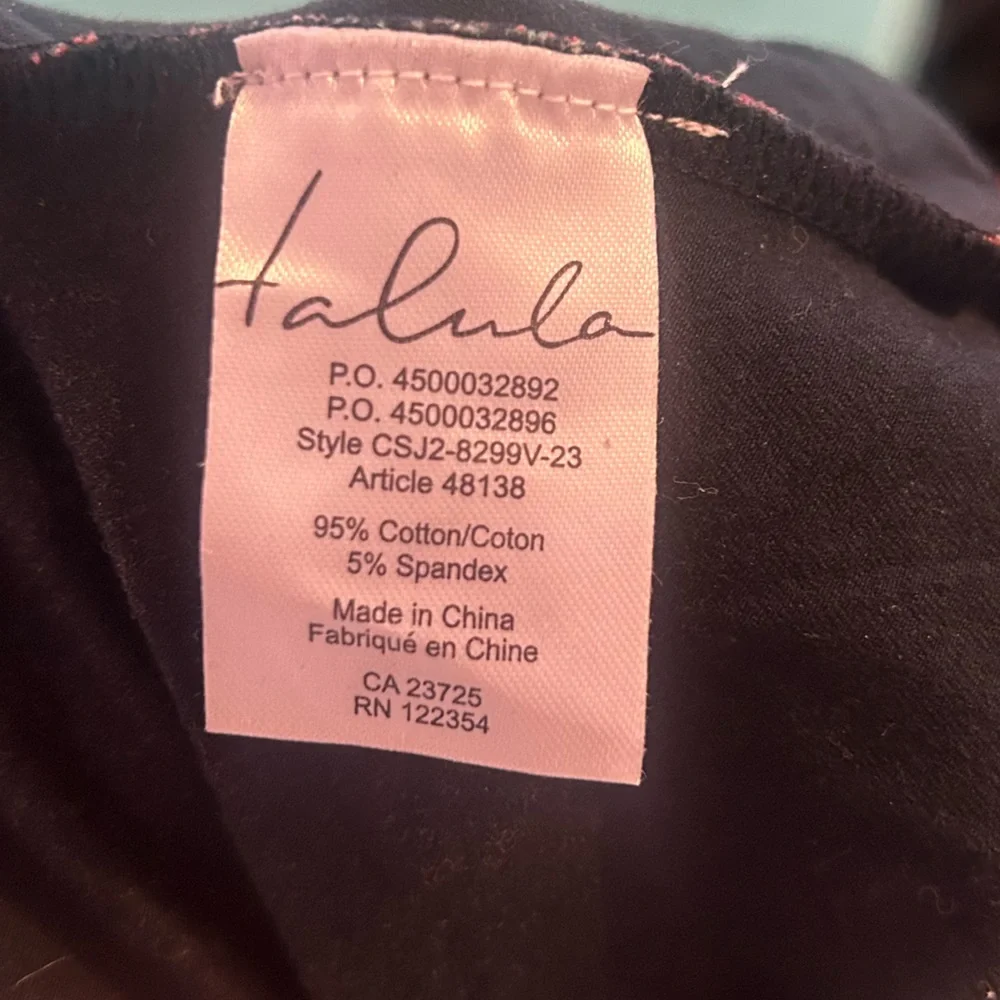 talula
P.O. 4500032892
P.O. 4500032896
Style CSJ2-8299V-23
Article 48138
95% Cotton/Coton
5% Spandex
Made in China
Fabriqué en Chine
CA 23725
RN 122354